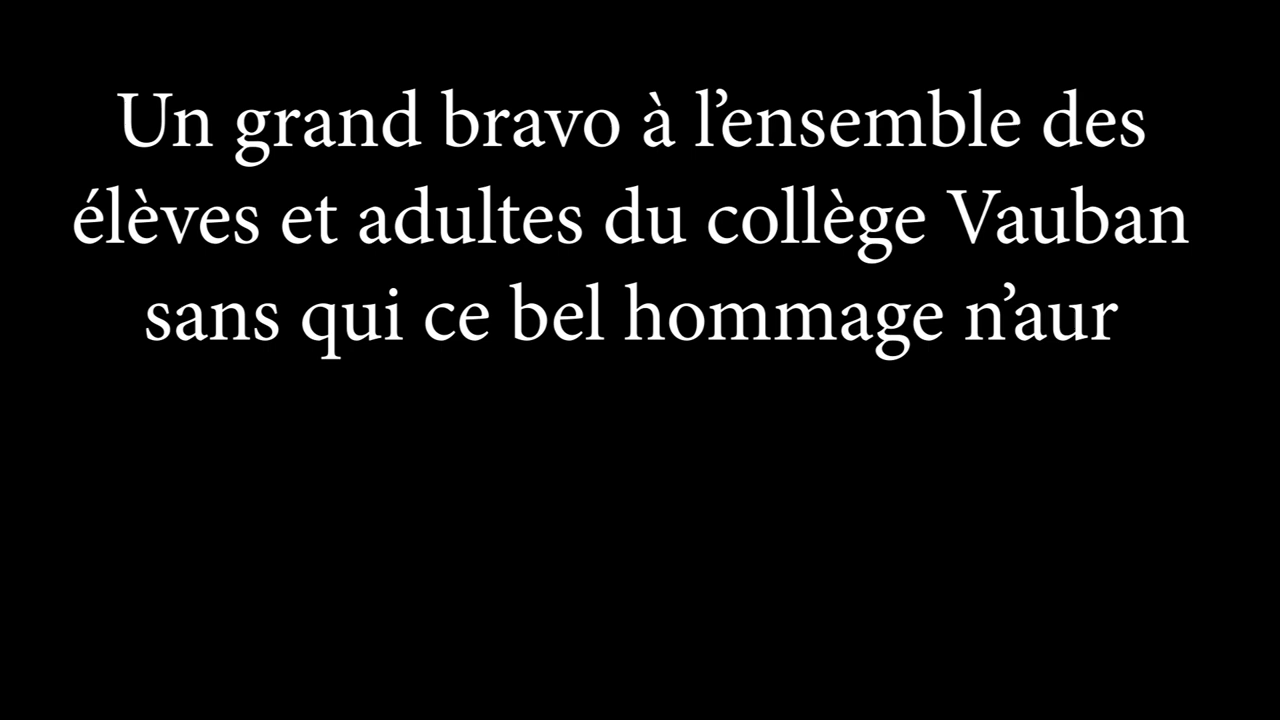 Un grand bravo à l’ensemble des
élèves et adultes du collège Vauban
sans qui ce bel hommage n’aur